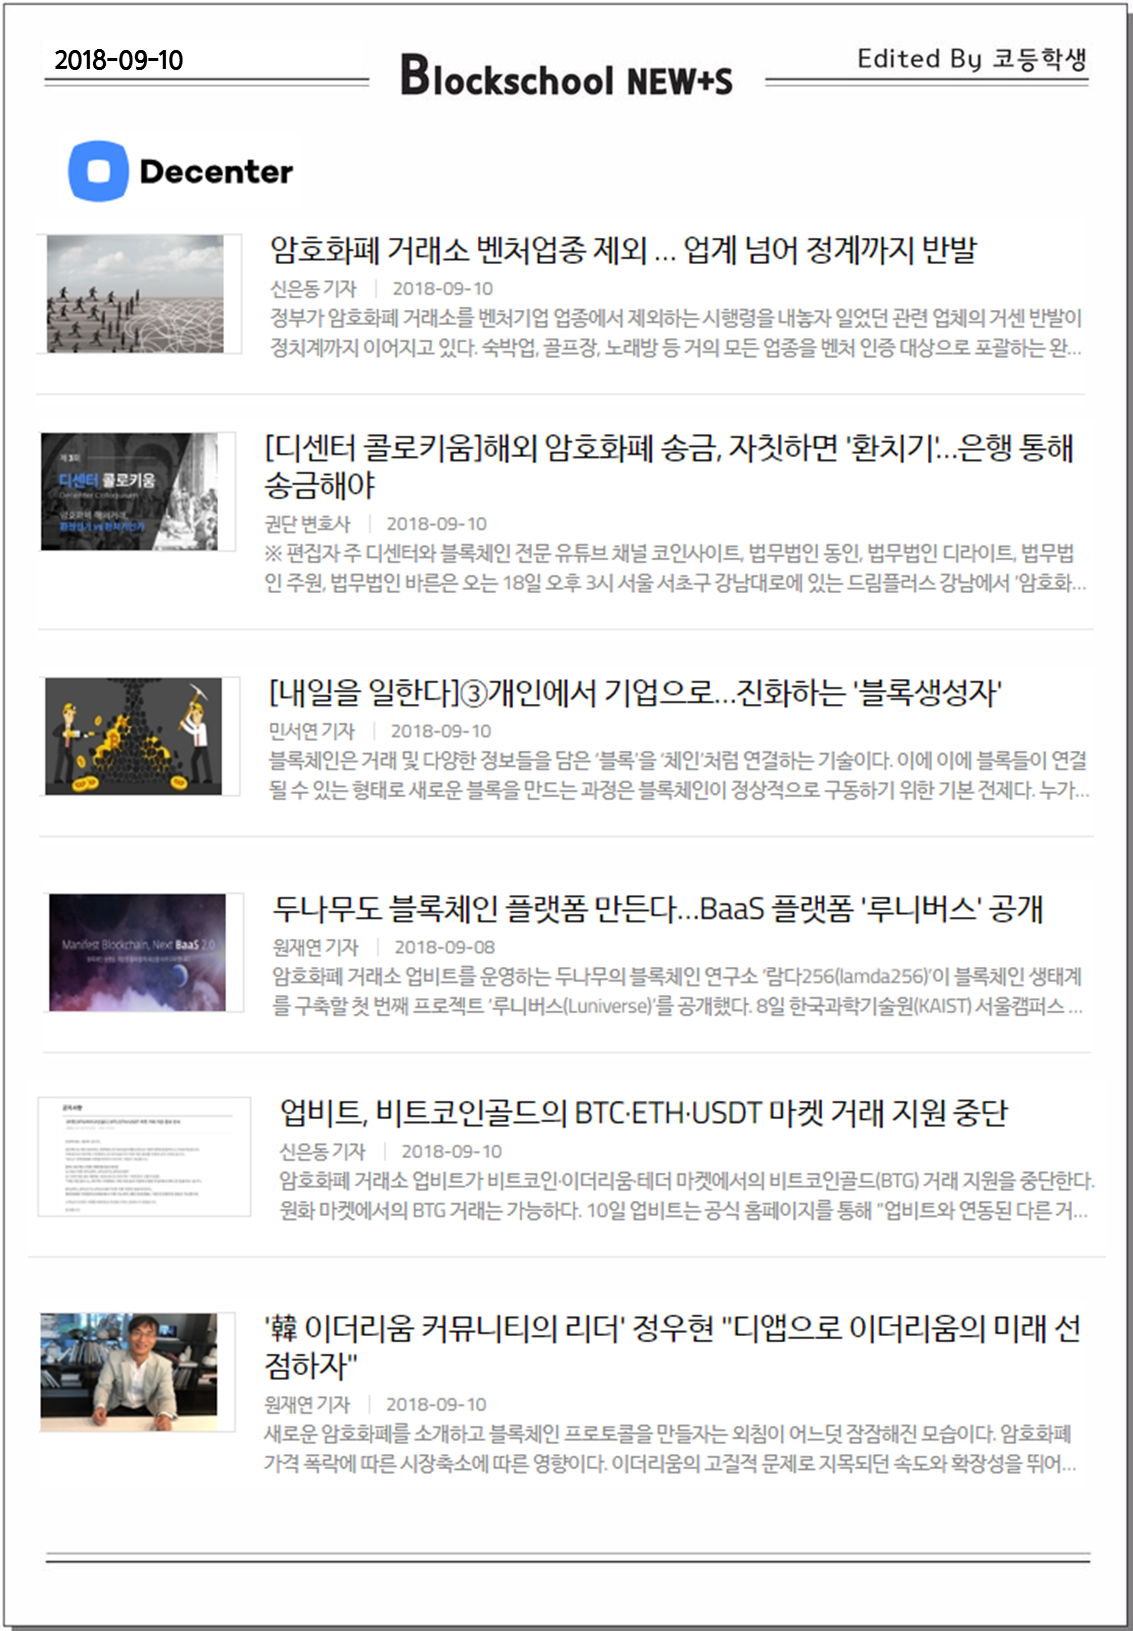 2018-09-10
Blockschool NEW+S
Edited By 코등학생
Decenter
암호화폐 거래소 벤처업종 제외 ... 업계 넘어 정계까지 반발
신은동 기자 | 2018-09-10
정부가 암호화폐 거래소를 벤처기업 업종에서 제외하는 시행령을 내놓자 일었던 관련 업체의 거센 반발이
정치계까지 이어지고 있다. 숙박업, 골프장, 노래방 등 거의 모든 업종을 벤처 인증 대상으로 포괄하는 완...
제3회
디센터 콜로키움
Decenter Colloquium
암호화폐 해외거래,
환전인가 vs 환치기인가
[디센터 콜로키움]해외 암호화폐 송금, 자칫하면 '환치기'...은행 통해
송금해야
권단 변호사 | 2018-09-10
※ 편집자 주 디센터와 블록체인 전문 유튜브 채널 코인사이트, 법무법인 동인, 법무법인 디라이트, 법무법
인 주원, 법무법인 바른은 오는 18일 오후 3시 서울 서초구 강남대로에 있는 드림플러스 강남에서 '암호화...
[내일을 일한다]③개인에서 기업으로...진화하는 '블록생성자'
민서연 기자 | 2018-09-10
블록체인은 거래 및 다양한 정보들을 담은 '블록'을 '체인'처럼 연결하는 기술이다. 이에 이에 블록들이 연결
될 수 있는 형태로 새로운 블록을 만드는 과정은 블록체인이 정상적으로 구동하기 위한 기본 전제다. 누가...
Manifest Blockchain, Next BaaS 2.0
두나무도 블록체인 플랫폼 만든다...BaaS 플랫폼 '루니버스' 공개
원재연 기자 | 2018-09-08
암호화폐 거래소 업비트를 운영하는 두나무의 블록체인 연구소 '람다256(lamda256)'이 블록체인 생태계
를 구축할 첫 번째 프로젝트 '루니버스(Luniverse)'를 공개했다. 8일 한국과학기술원(KAIST) 서울캠퍼스 ...
공지사항
업비트, 비트코인골드의 BTC·ETH·USDT 마켓 거래 지원 중단
신은동 기자 | 2018-09-10
암호화폐 거래소 업비트가 비트코인·이더리움·테더 마켓에서의 비트코인골드(BTG) 거래 지원을 중단한다.
원화 마켓에서의 BTG 거래는 가능하다. 10일 업비트는 공식 홈페이지를 통해 "업비트와 연동된 다른 거...
'韓 이더리움 커뮤니티의 리더' 정우현 "디앱으로 이더리움의 미래 선
점하자"
원재연 기자 | 2018-09-10
새로운 암호화폐를 소개하고 블록체인 프로토콜을 만들자는 외침이 어느덧 잠잠해진 모습이다. 암호화폐
가격 폭락에 따른 시장축소에 따른 영향이다. 이더리움의 고질적 문제로 지목되던 속도와 확장성을 뛰어...